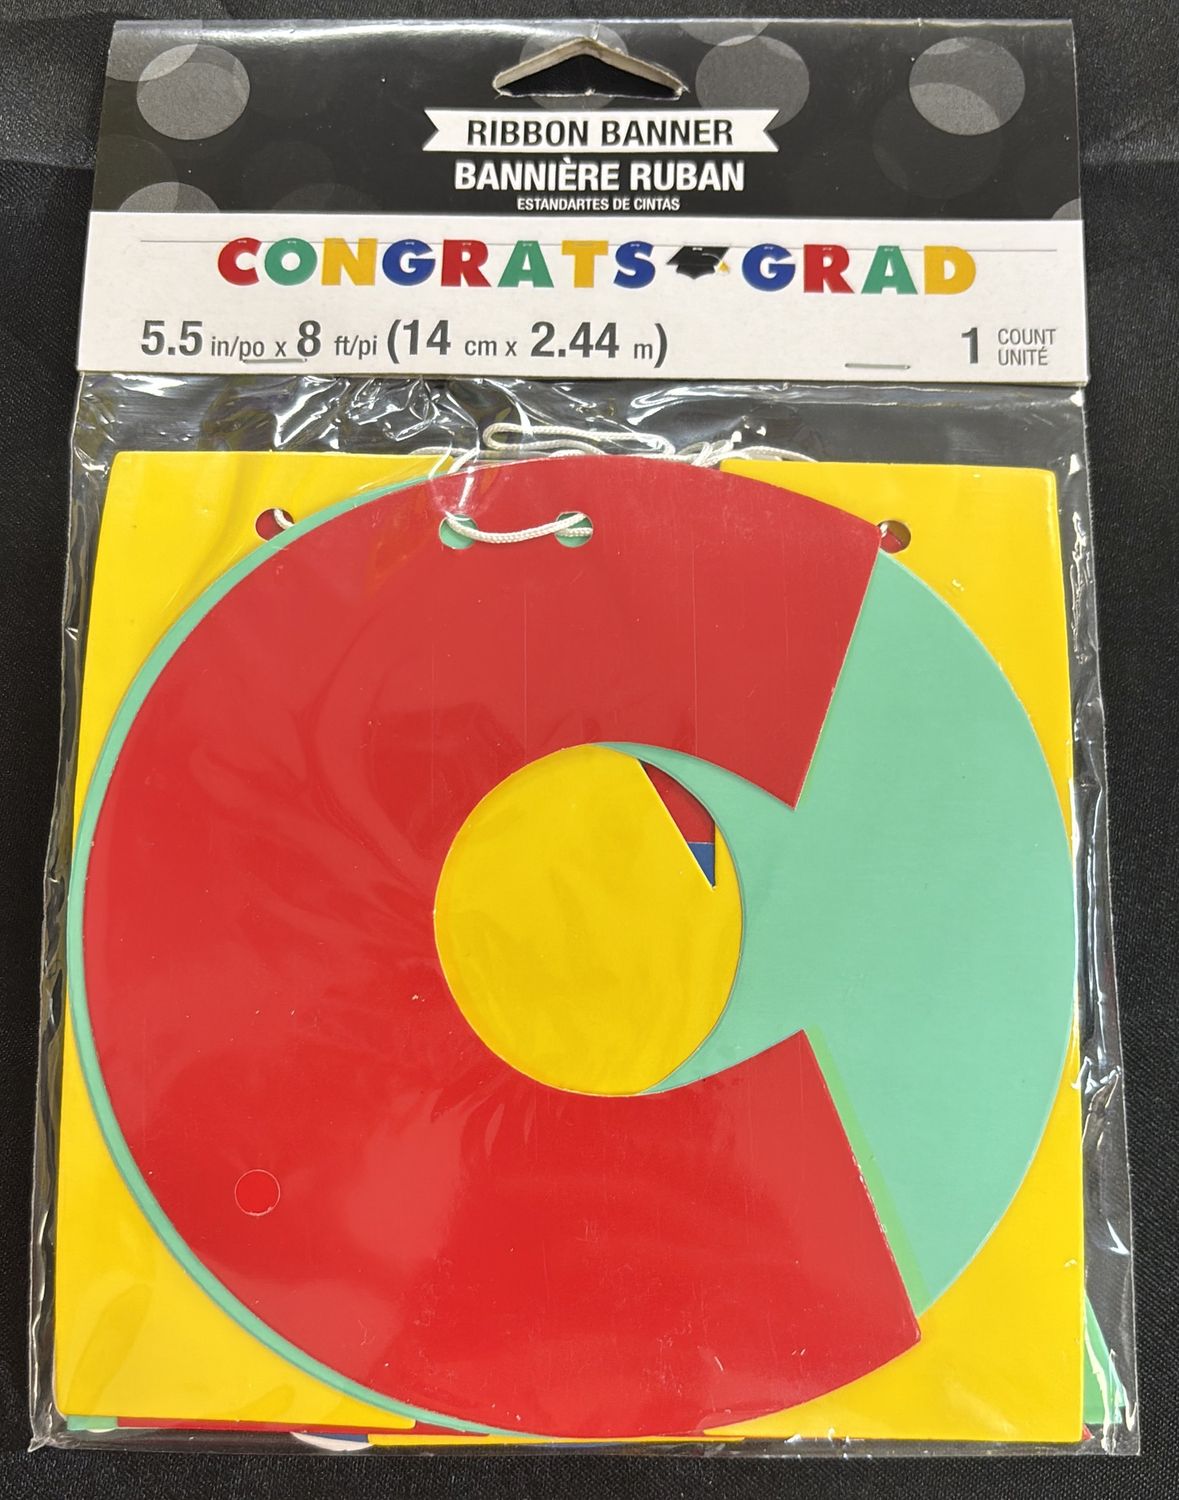 RIBBON BANNER
BANNIÈRE RUBAN
ESTANDARTES DE CINTAS
CONGRATS GRAD
5.5 in/po x 8 ft/pi (14 cm x 2.44 m)
1 COUNT
UNITÉ